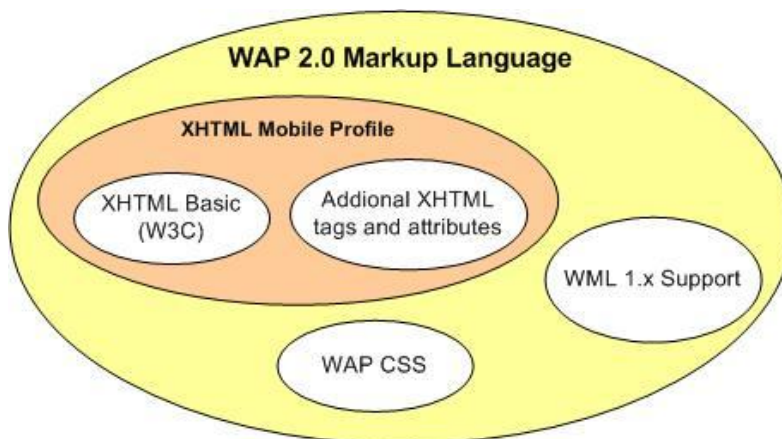 WAP 2.0 Markup Language
XHTML Mobile Profile
XHTML Basic
(W3C)
Addional XHTML
tags and attributes
WML 1.x Support
WAP CSS